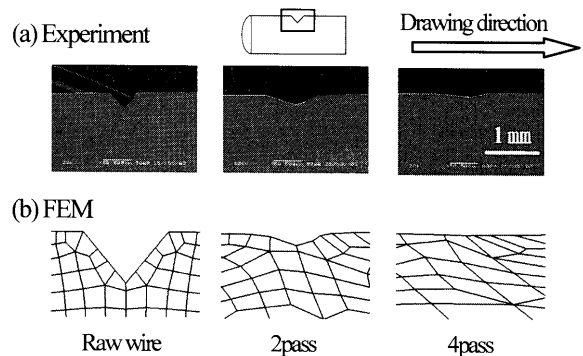 (a) Experiment
Drawing direction
1 mm
(b) FEM
Raw wire
2pass
4pass